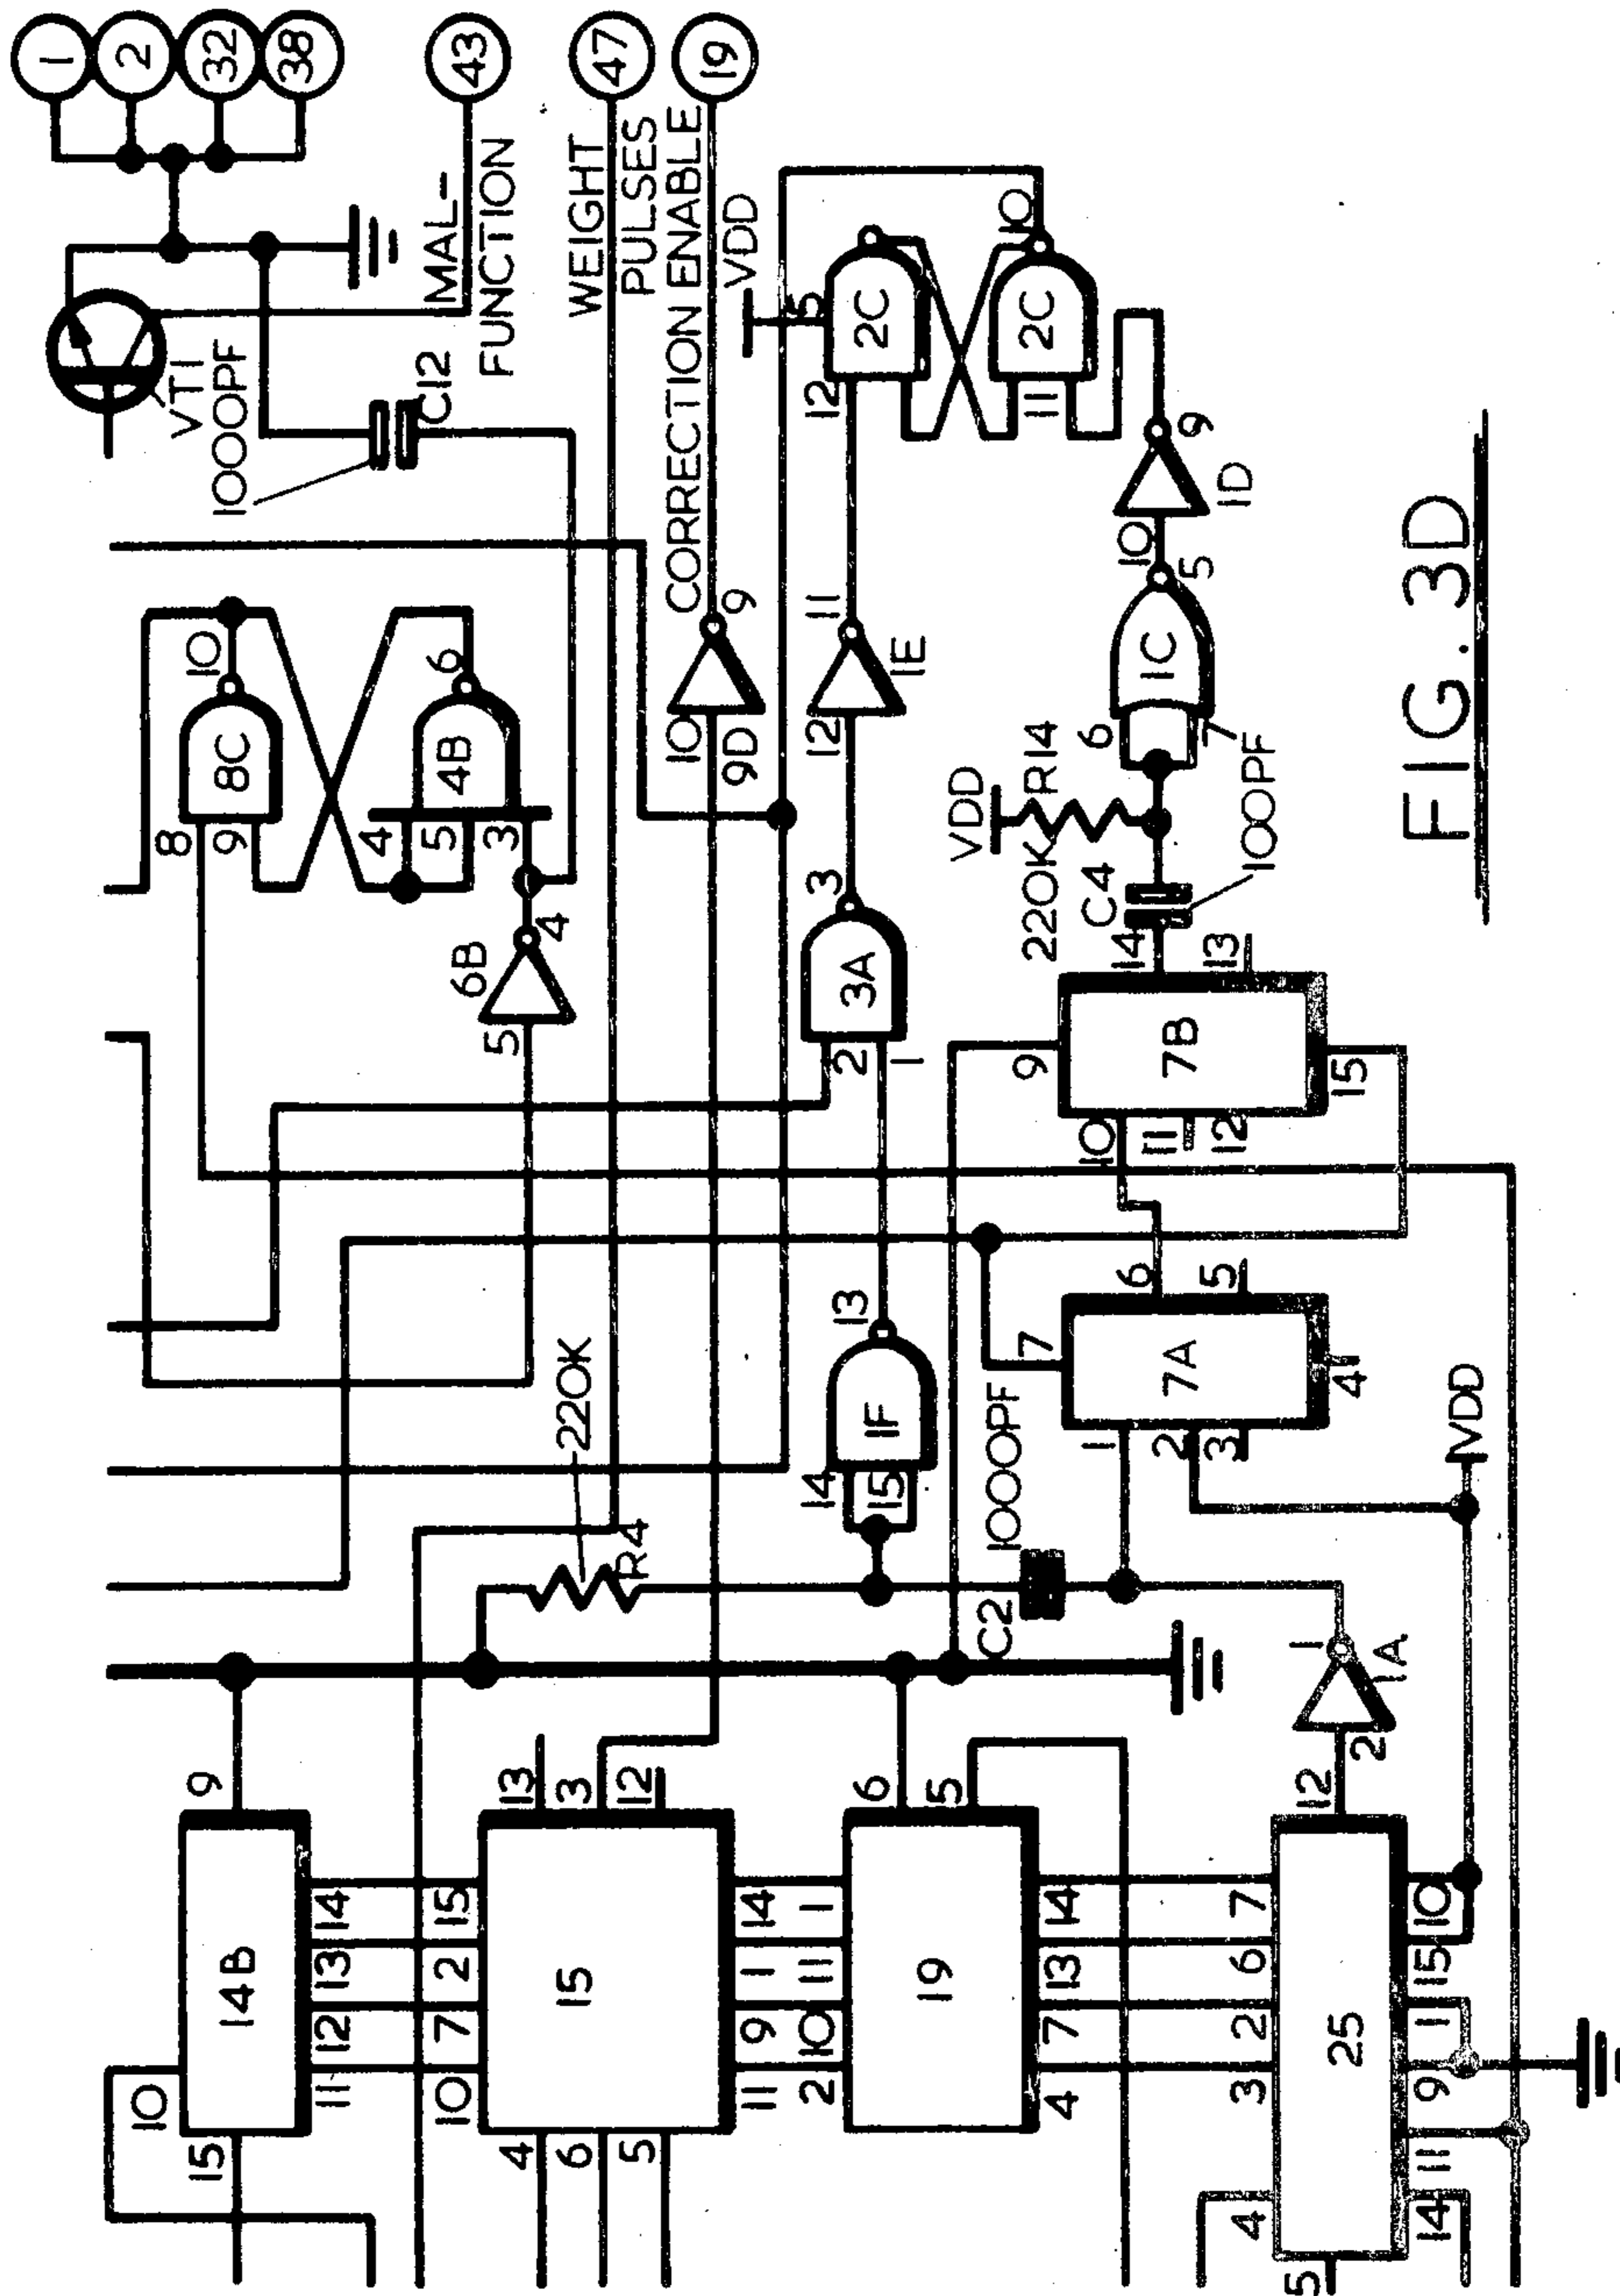 1
2
32
38
43
47
19
VT1
1000PF
C12
MAL-
FUNCTION
WEIGHT
PULSES
CORRECTION ENABLE
VDD
10
8C
8
9
6
4B
4
5
3
6B
4
5
10
9
9D
12
11
1E
12
5
2C
10
2C
11
9
1D
10
5
1C
6
7
VDD
R14
220K
C4
100PF
3
3A
2
1
14
13
7B
9
10
11
12
15
13
1F
14
15
220K
R4
1000PF
C2
6
5
7A
7
1
2
3
4
VDD
1
1A
2
9
14B
10
15
14
13
12
11
13
3
12
15
15
2
7
10
4
6
5
14
1
9
11
6
5
19
1
11
10
2
14
13
7
4
12
25
7
6
2
3
4
5
10
15
1
9
11
14
FIG. 3D